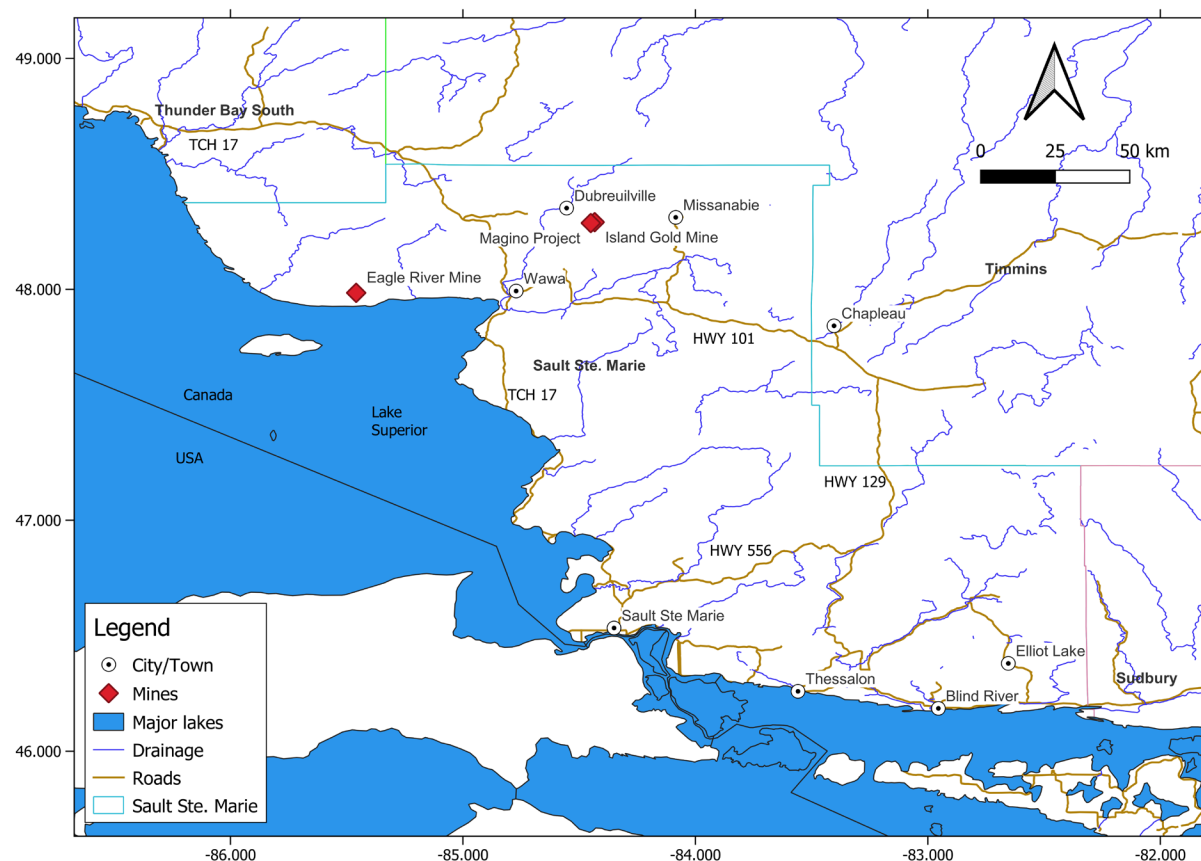 49.000
48.000
47.000
46.000
Thunder Bay South
TCH 17
0 25 50 km
Dubreuilville
Missanabie
Magino Project
Island Gold Mine
Timmins
Eagle River Mine
Wawa
Chapleau
HWY 101
Sault Ste. Marie
TCH 17
Canada
Lake
Superior
USA
HWY 129
HWY 556
Sault Ste Marie
Elliot Lake
Thessalon
Sudbury
Blind River
Legend
City/Town
Mines
Major lakes
Drainage
Roads
Sault Ste. Marie
-86.000 -85.000 -84.000 -83.000 -82.000